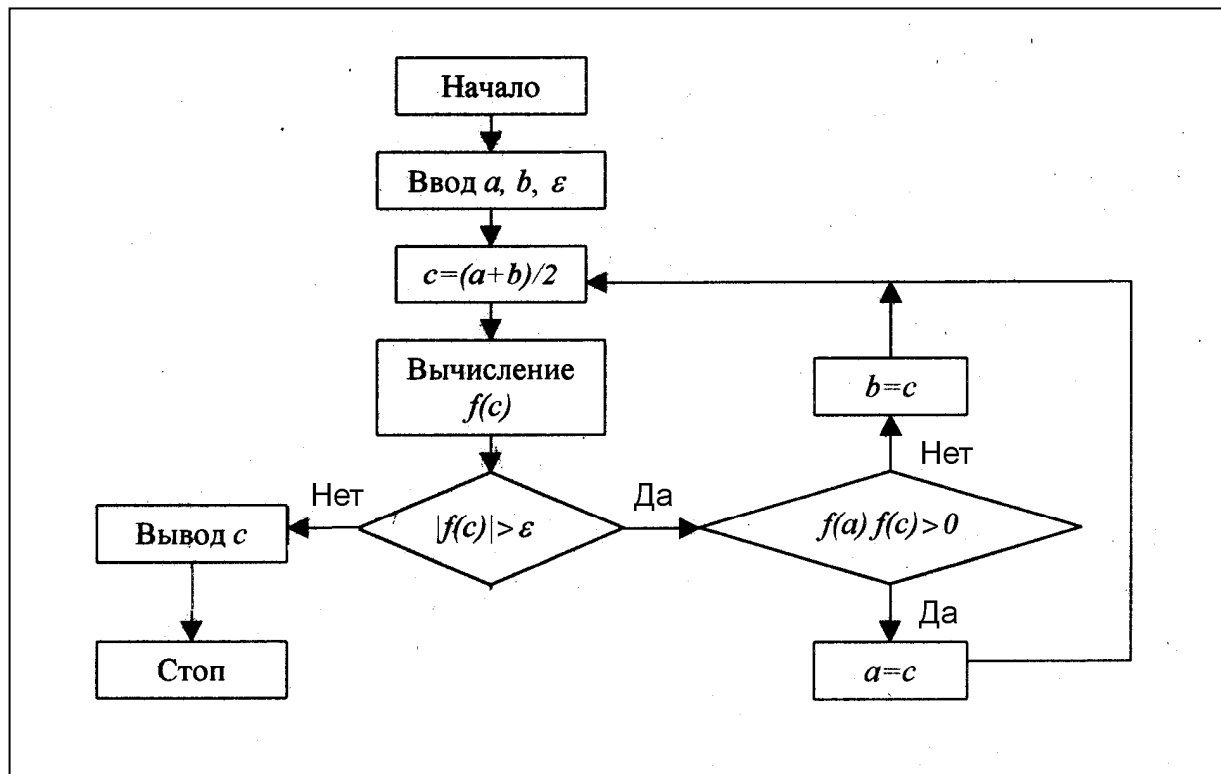 Начало
Ввод a, b, ε
c=(a+b)/2
Вычисление
f(c)
|f(c)|>ε
Нет
Да
Вывод c
Стоп
f(a) f(c)>0
Нет
b=c
Да
a=c